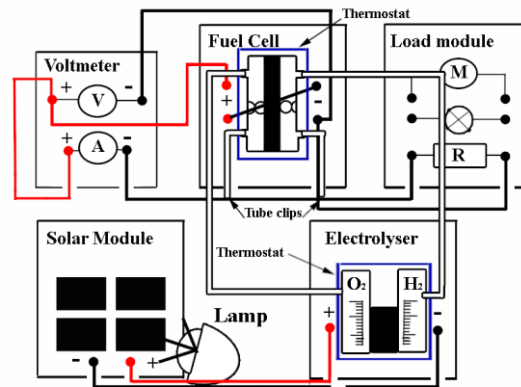 Thermostat
Fuel Cell
Load module
Voltmeter
+ V -
+ A -
+ -
+ -
M
R
Tube clips
Solar Module
Thermostat
Electrolyser
O2 H2
+ -
Lamp
- +